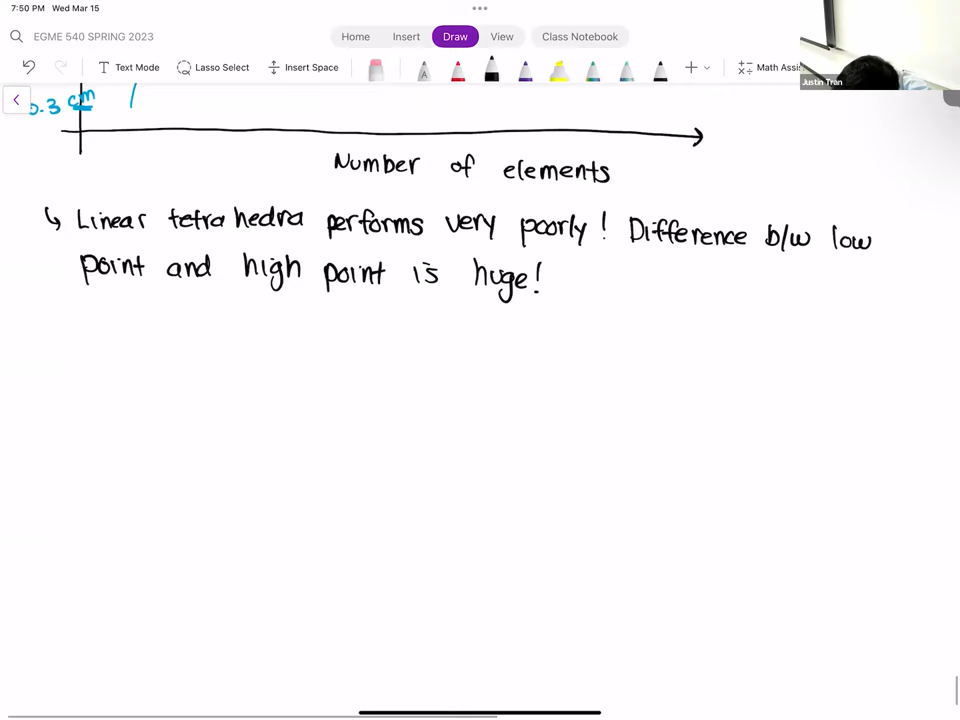 7:50 PM Wed Mar 15
EGME 540 SPRING 2023
Home Insert Draw View Class Notebook
Text Mode Lasso Select Insert Space Math Assis
Justin Tran
0.3 cm
Number of elements
↳ Linear tetrahedra performs very poorly! Difference b/w low
point and high point is huge!